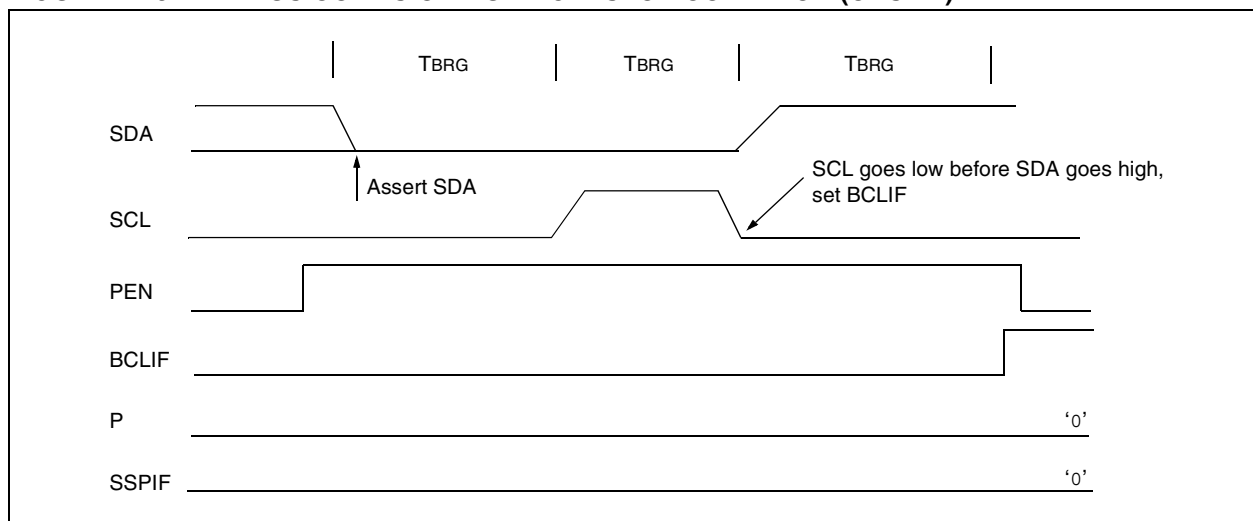 TBRG TBRG TBRG
SDA
Assert SDA
SCL goes low before SDA goes high,
set BCLIF
SCL
PEN
BCLIF
P
'0'
SSPIF
'0'